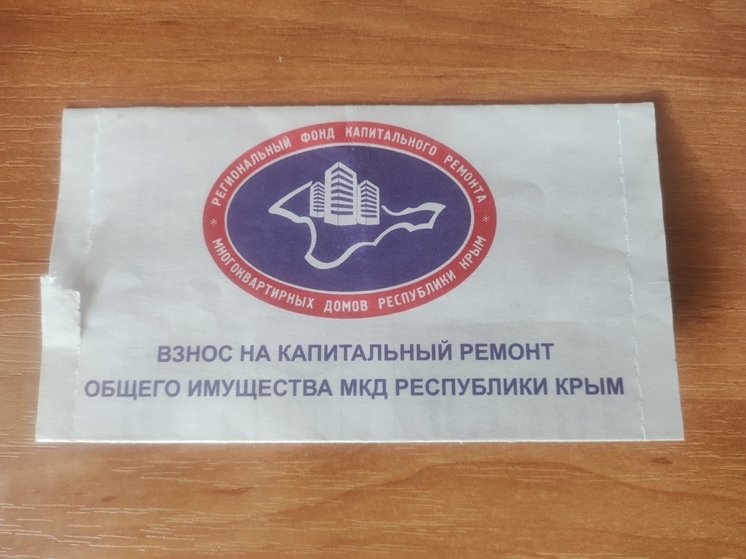 РЕГИОНАЛЬНЫЙ ФОНД КАПИТАЛЬНОГО РЕМОНТА
* МНОГОКВАРТИРНЫХ ДОМОВ РЕСПУБЛИКИ КРЫМ *
ВЗНОС НА КАПИТАЛЬНЫЙ РЕМОНТ
ОБЩЕГО ИМУЩЕСТВА МКД РЕСПУБЛИКИ КРЫМ